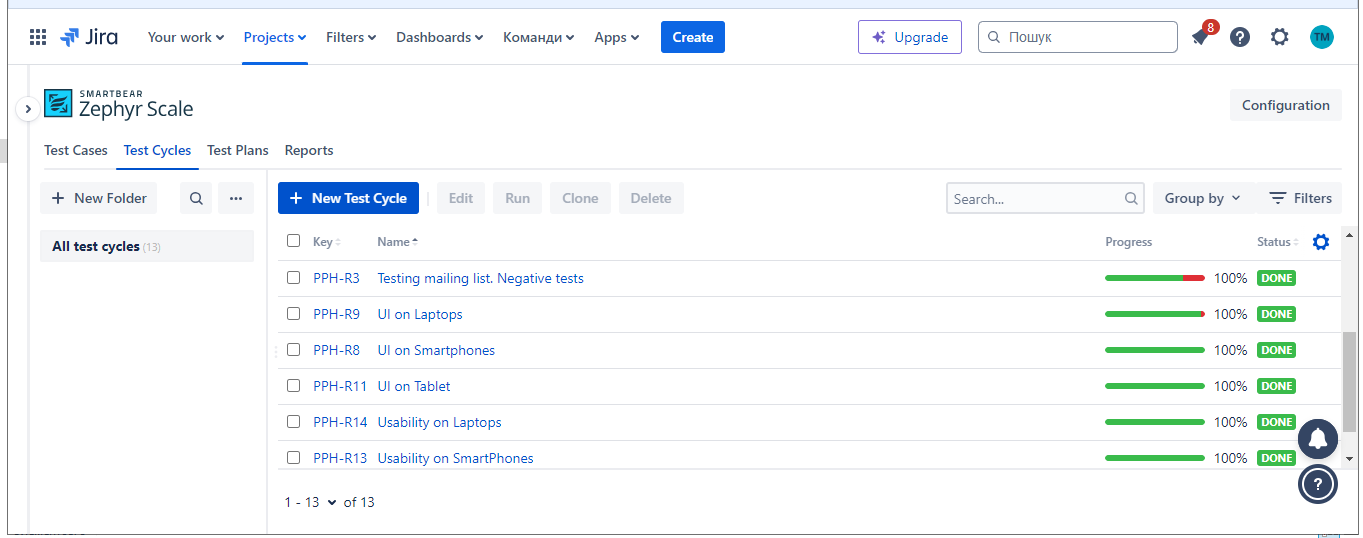 Jira Your work Projects Filters Dashboards Команди Apps Create Upgrade Пошук 8 ? TM
SMARTBEAR
Zephyr Scale
Configuration
Test Cases Test Cycles Test Plans Reports
+ New Folder ... + New Test Cycle Edit Run Clone Delete Search... Group by Filters
All test cycles (13)
Key Name Progress Status
PPH-R3 Testing mailing list. Negative tests 100% DONE
PPH-R9 UI on Laptops 100% DONE
PPH-R8 UI on Smartphones 100% DONE
PPH-R11 UI on Tablet 100% DONE
PPH-R14 Usability on Laptops 100% DONE
PPH-R13 Usability on SmartPhones 100% DONE
?
1 - 13 of 13